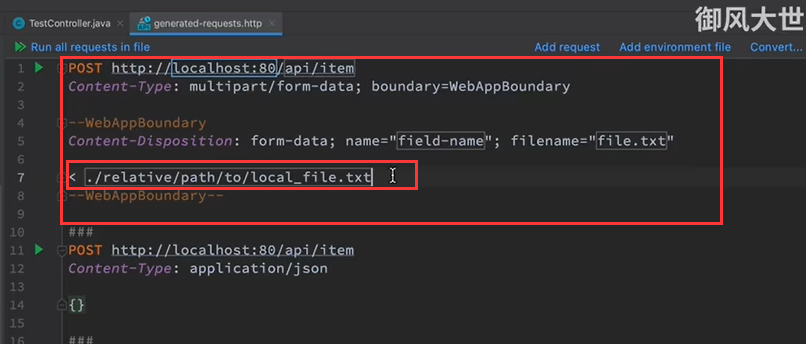 TestController.java
generated-requests.http
御风大世
Run all requests in file
Add request
Add environment file
Convert...
1 POST http://localhost:80/api/item
2 Content-Type: multipart/form-data; boundary=WebAppBoundary
3
4 --WebAppBoundary
5 Content-Disposition: form-data; name="field-name"; filename="file.txt"
7 < ./relative/path/to/local_file.txt
8 --WebAppBoundary--
9
10 ###
11 POST http://localhost:80/api/item
12 Content-Type: application/json
13
14 {}
15
16 ###